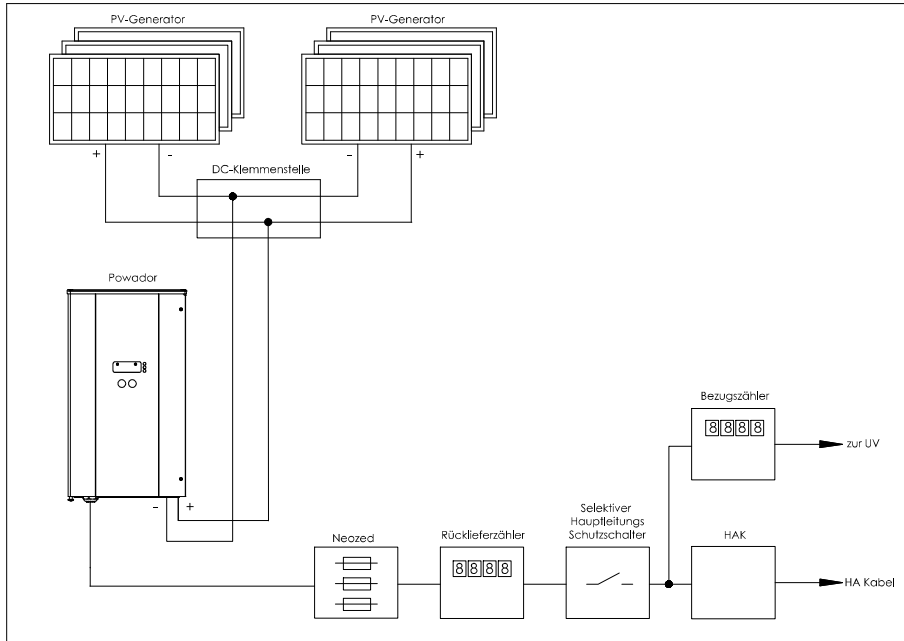 PV-Generator
PV-Generator
+
-
-
+
DC-Klemmenstelle
Powador
-
+
Bezugszähler
8888
zur UV
Selektiver
Hauptleitungs
Schutzschalter
Neozed
Rücklieferzähler
8888
HAK
HA Kabel